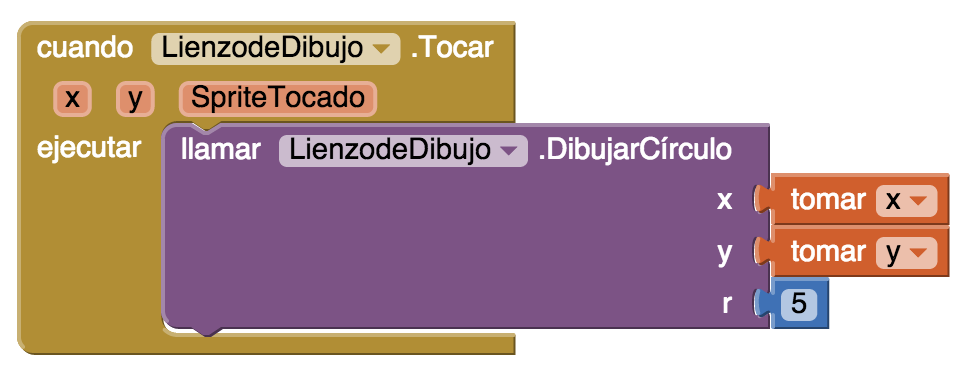 cuando LienzodeDibujo .Tocar
x y SpriteTocado
ejecutar llamar LienzodeDibujo .DibujarCírculo
x tomar x
y tomar y
r 5